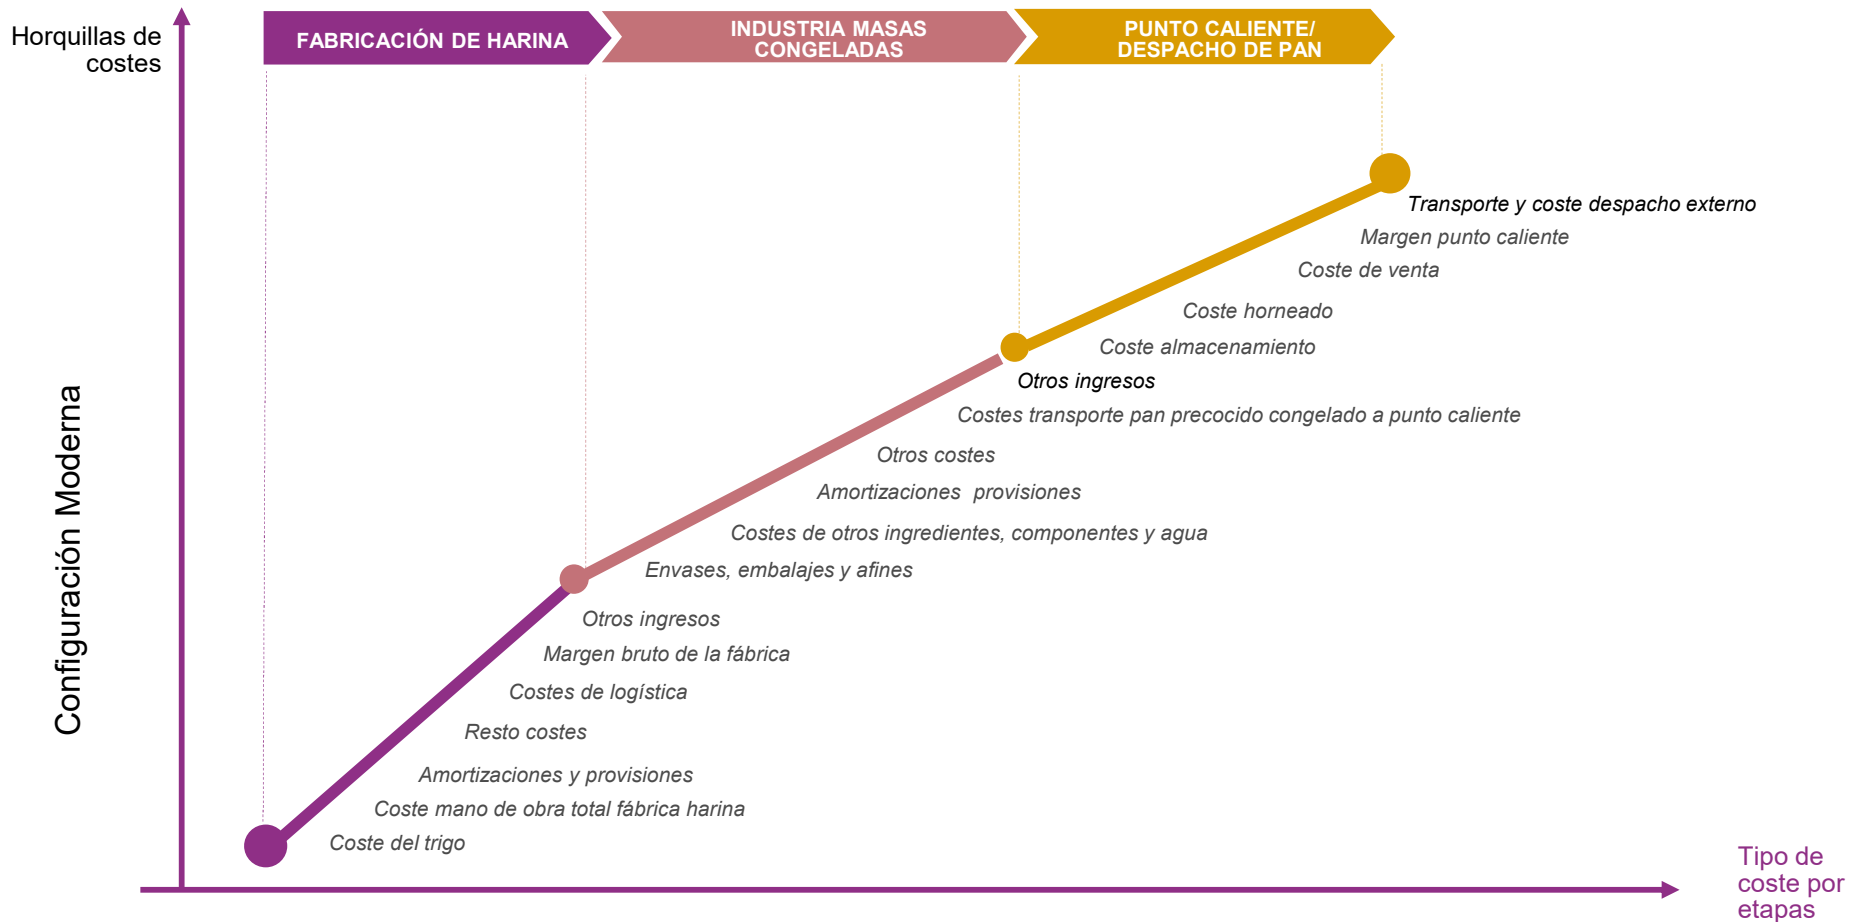 Horquillas de
costes
FABRICACIÓN DE HARINA
INDUSTRIA MASAS
CONGELADAS
PUNTO CALIENTE/
DESPACHO DE PAN
Transporte y coste despacho externo
Margen punto caliente
Coste de venta
Coste horneado
Coste almacenamiento
Otros ingresos
Costes transporte pan precocido congelado a punto caliente
Otros costes
Amortizaciones  provisiones
Costes de otros ingredientes, componentes y agua
Envases, embalajes y afines
Otros ingresos
Margen bruto de la fábrica
Costes de logística
Resto costes
Amortizaciones y provisiones
Coste mano de obra total fábrica harina
Coste del trigo
Configuración Moderna
Tipo de
coste por
etapas